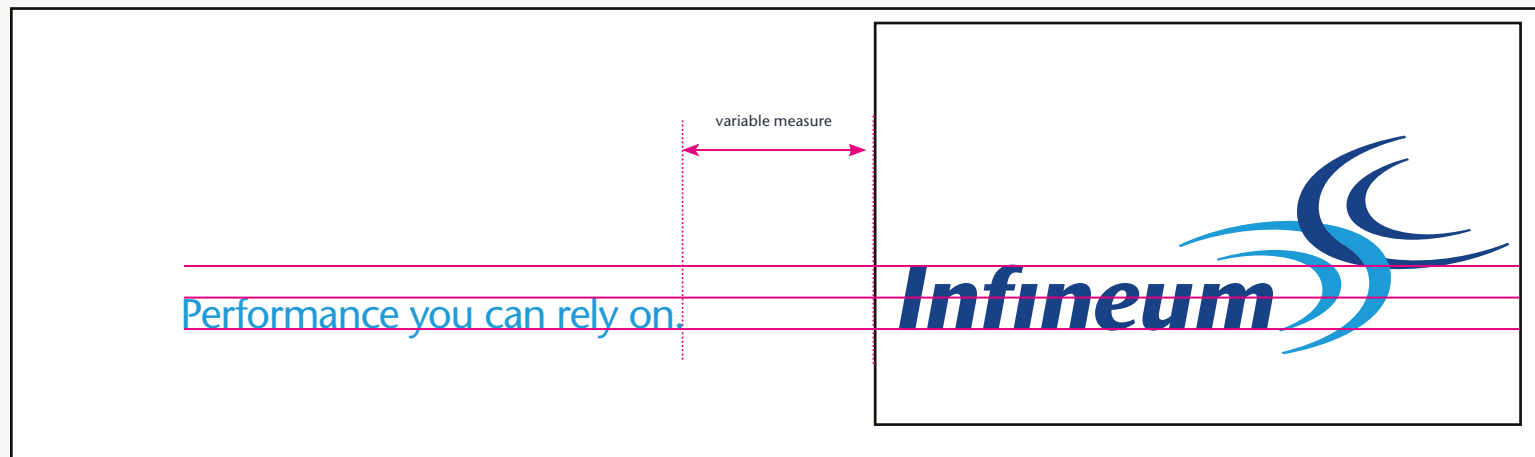 variable measure
Performance you can rely on.
Infineum